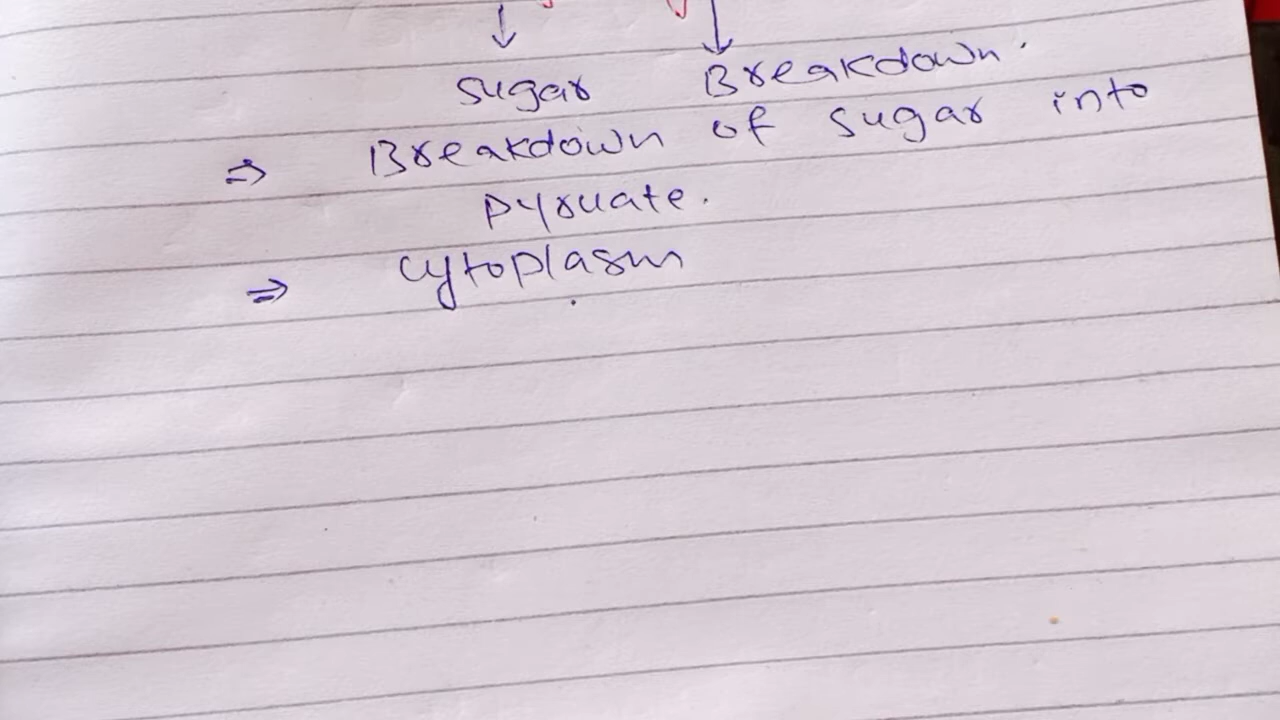 ↓ ↓
sugar Breakdown.
⇒ Breakdown of sugar into
pyruate.
⇒ cytoplasm